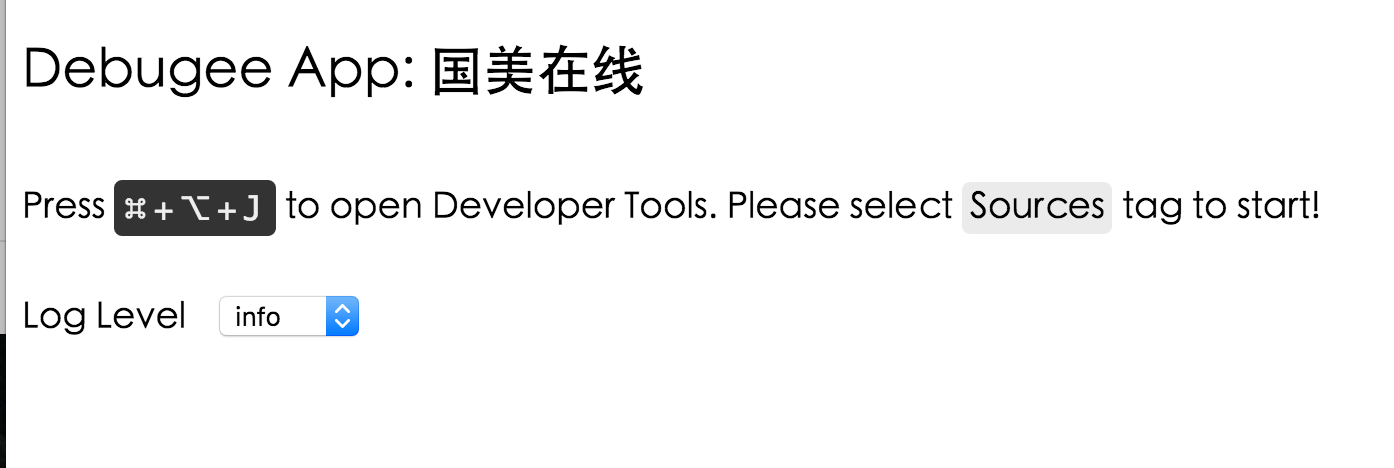 Debugee App: 国美在线
Press ⌘+⌥+J to open Developer Tools. Please select Sources tag to start!
Log Level info